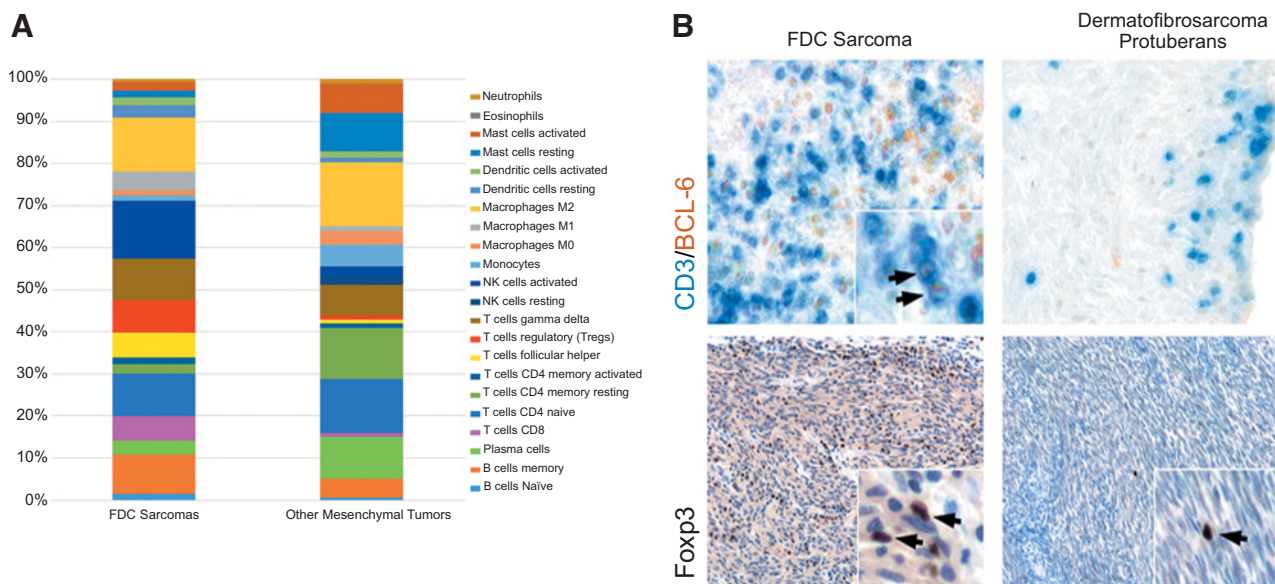 A
100%
90%
80%
70%
60%
50%
40%
30%
20%
10%
0%
FDC Sarcomas
Other Mesenchymal Tumors
Neutrophils
Eosinophils
Mast cells activated
Mast cells resting
Dendritic cells activated
Dendritic cells resting
Macrophages M2
Macrophages M1
Macrophages M0
Monocytes
NK cells activated
NK cells resting
T cells gamma delta
T cells regulatory (Tregs)
T cells follicular helper
T cells CD4 memory activated
T cells CD4 memory resting
T cells CD4 naive
T cells CD8
Plasma cells
B cells memory
B cells Naïve
B
FDC Sarcoma
Dermatofibrosarcoma
Protuberans
CD3/BCL-6
Foxp3